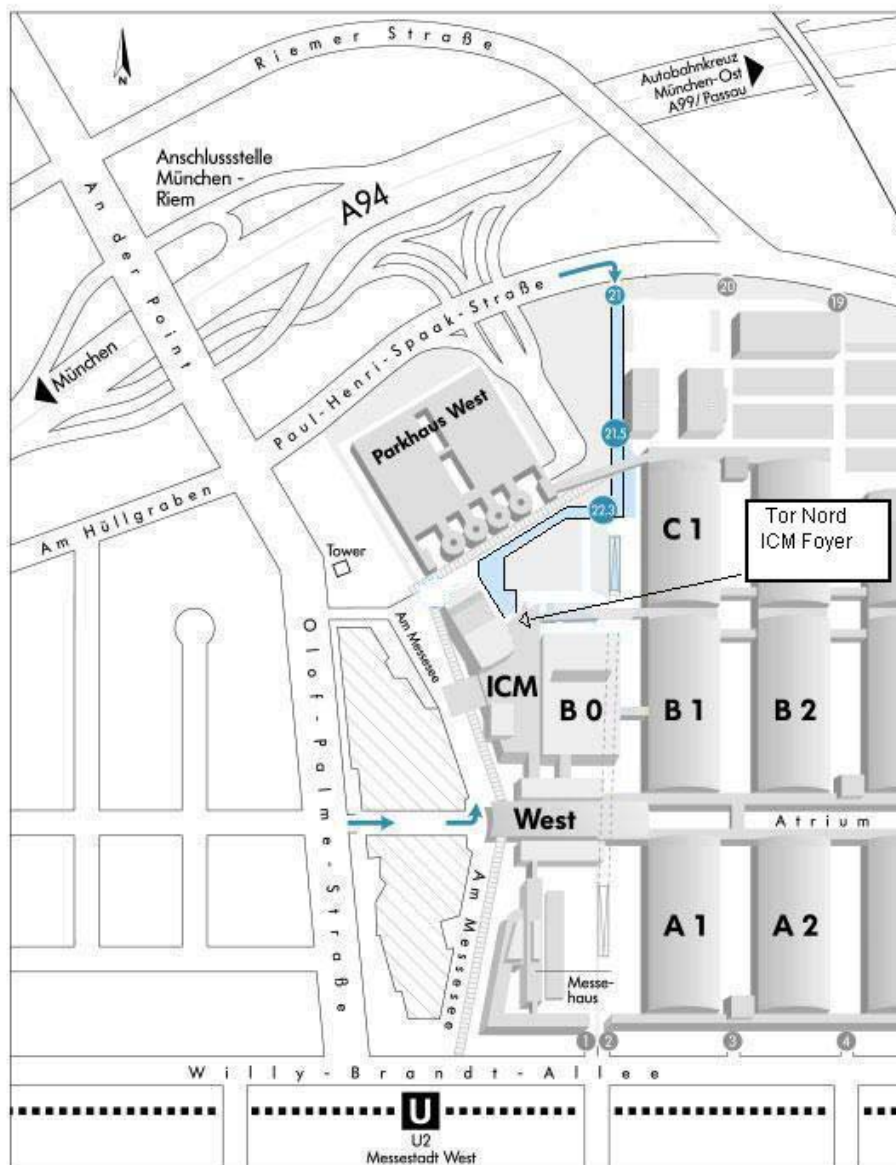 Riemer Straße
N
Autobahnkreuz
München-Ost
A99/Passau
Anschlussstelle
München -
Riem
A94
An der Point
München
Paul-Henri-Spaak-Straße
21
20
19
Parkhaus West
21.5
22.3
Am Hüllgraben
Tower
C 1
Tor Nord
ICM Foyer
Am Messesee
Olof-Palme-Straße
ICM
B 0
B 1
B 2
West
Atrium
Am Messesee
A 1
A 2
Messe-
haus
1
2
3
4
Willy-Brandt-Allee
U
U2
Messestadt West